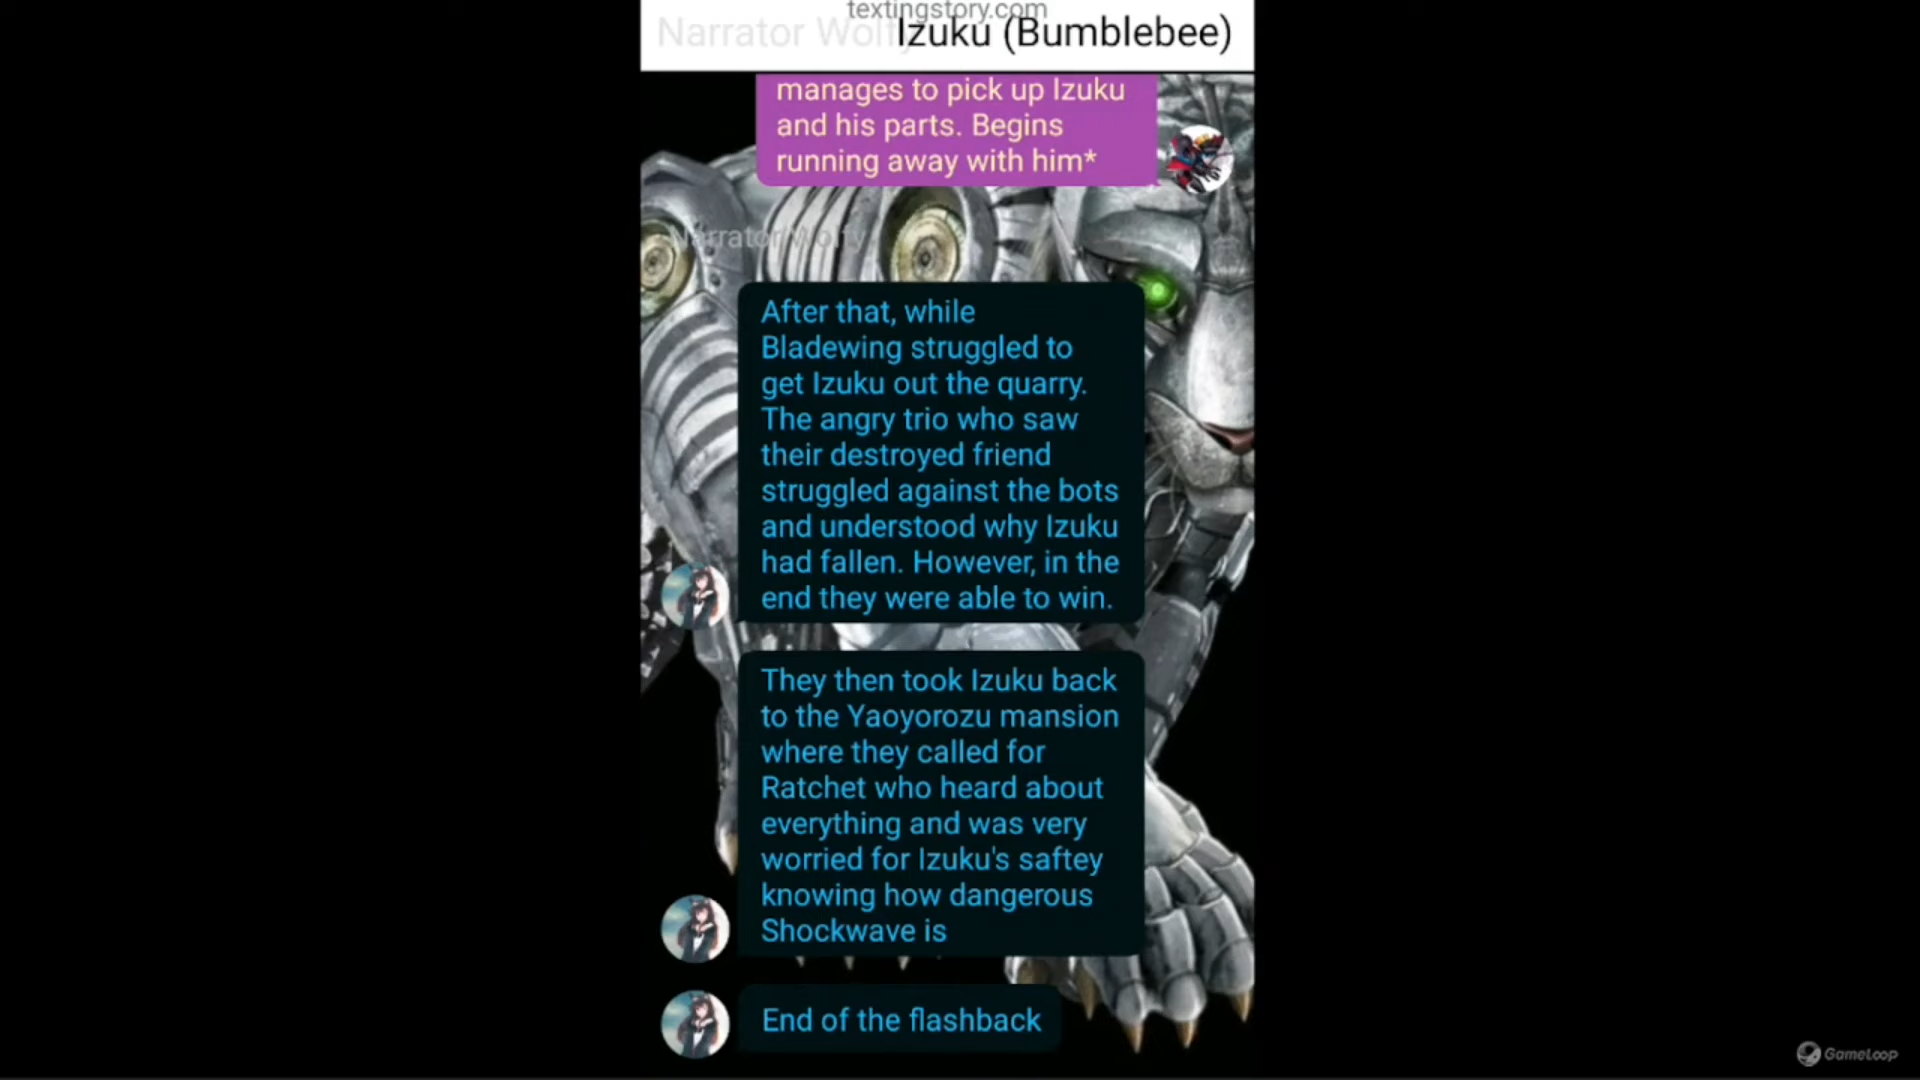 textingstory.com
Narrator Wolfy
Izuku (Bumblebee)
manages to pick up Izuku
and his parts. Begins
running away with him*
Narrator Wolfy
After that, while
Bladewing struggled to
get Izuku out the quarry.
The angry trio who saw
their destroyed friend
struggled against the bots
and understood why Izuku
had fallen. However, in the
end they were able to win.
They then took Izuku back
to the Yaoyorozu mansion
where they called for
Ratchet who heard about
everything and was very
worried for Izuku's saftey
knowing how dangerous
Shockwave is
End of the flashback
GameLoop